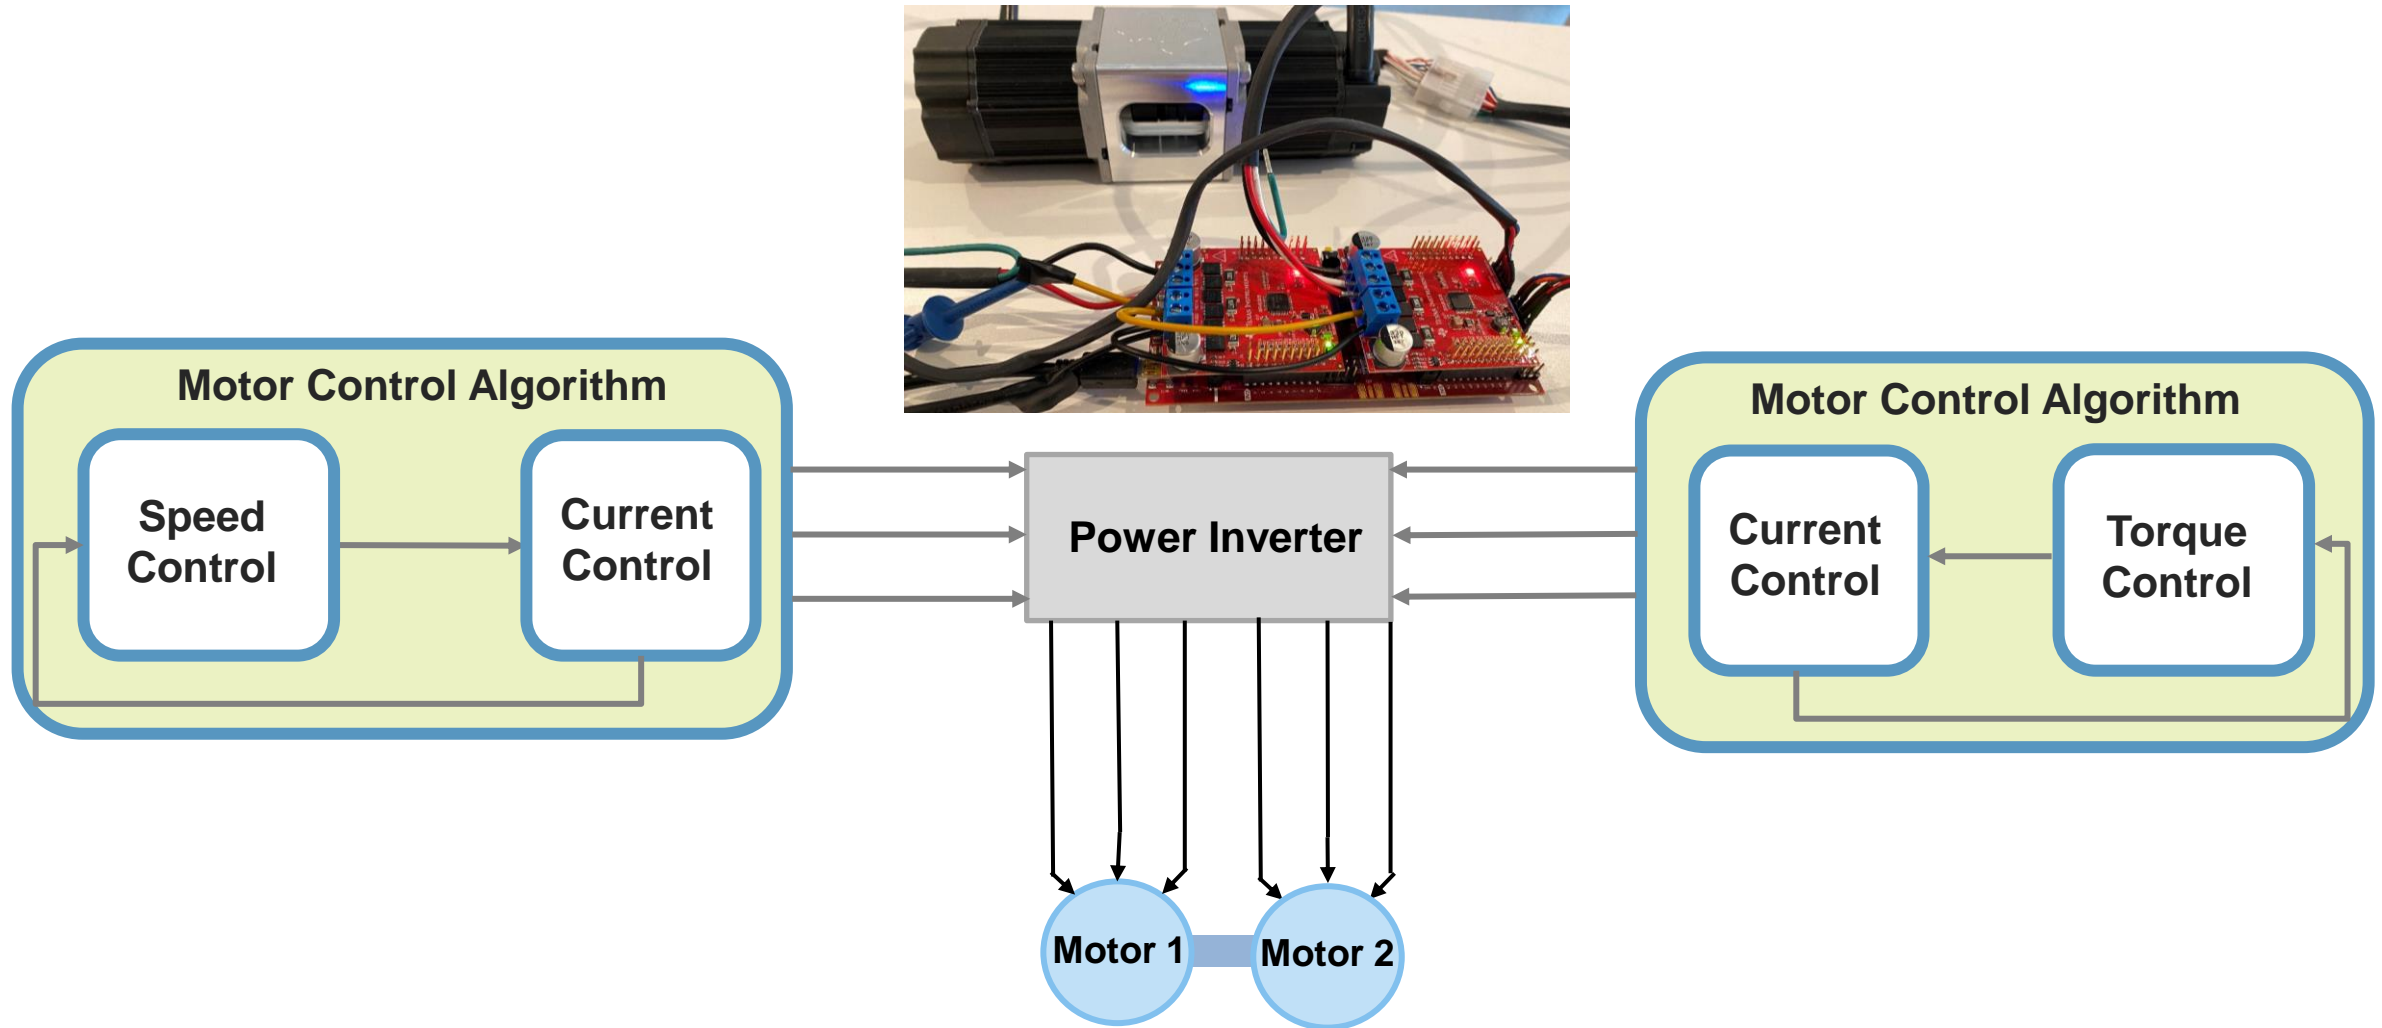 Motor Control Algorithm
Speed
Control
Current
Control
Power Inverter
Motor Control Algorithm
Current
Control
Torque
Control
Motor 1
Motor 2